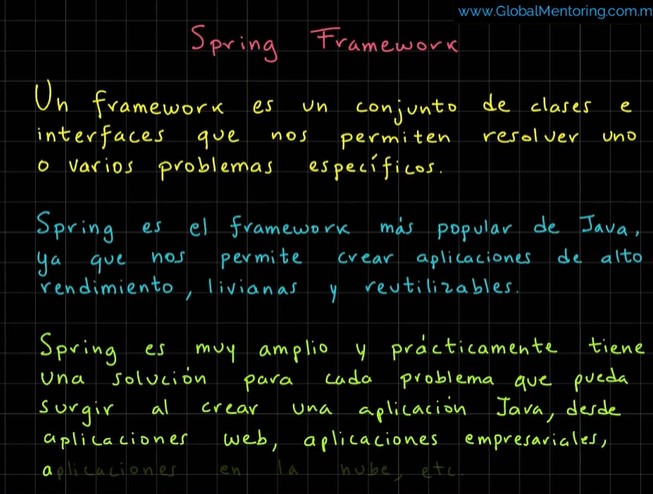 www.GlobalMentoring.com.m
Spring Framework
Un framework es un conjunto de clases e
interfaces que nos permiten resolver uno
o varios problemas específicos.
Spring es el framework más popular de Java,
ya que nos permite crear aplicaciones de alto
rendimiento, livianas y reutilizables.
Spring es muy amplio y prácticamente tiene
una solución para cada problema que pueda
surgir al crear una aplicación Java, desde
aplicaciones web, aplicaciones empresariales,
aplicaciones en la nube, etc.